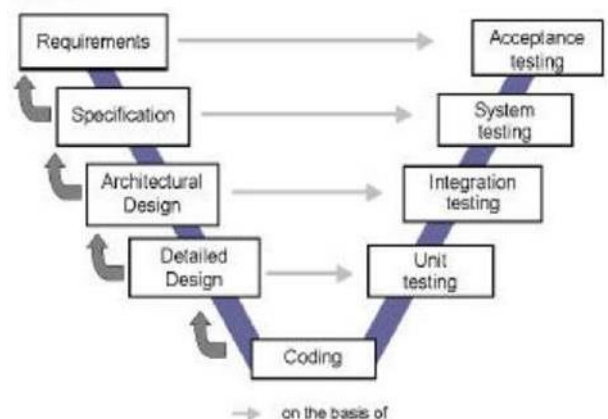 Requirements
Acceptance
testing
Specification
System
testing
Architectural
Design
Integration
testing
Detailed
Design
Unit
testing
Coding
on the basis of